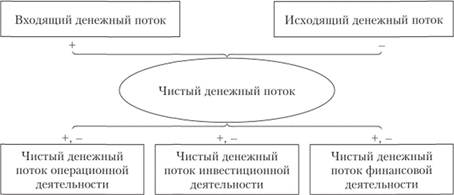 Входящий денежный поток
Исходящий денежный поток
+
–
Чистый денежный поток
+, –
+, –
+, –
Чистый денежный
поток операционной
деятельности
Чистый денежный
поток инвестиционной
деятельности
Чистый денежный
поток финансовой
деятельности